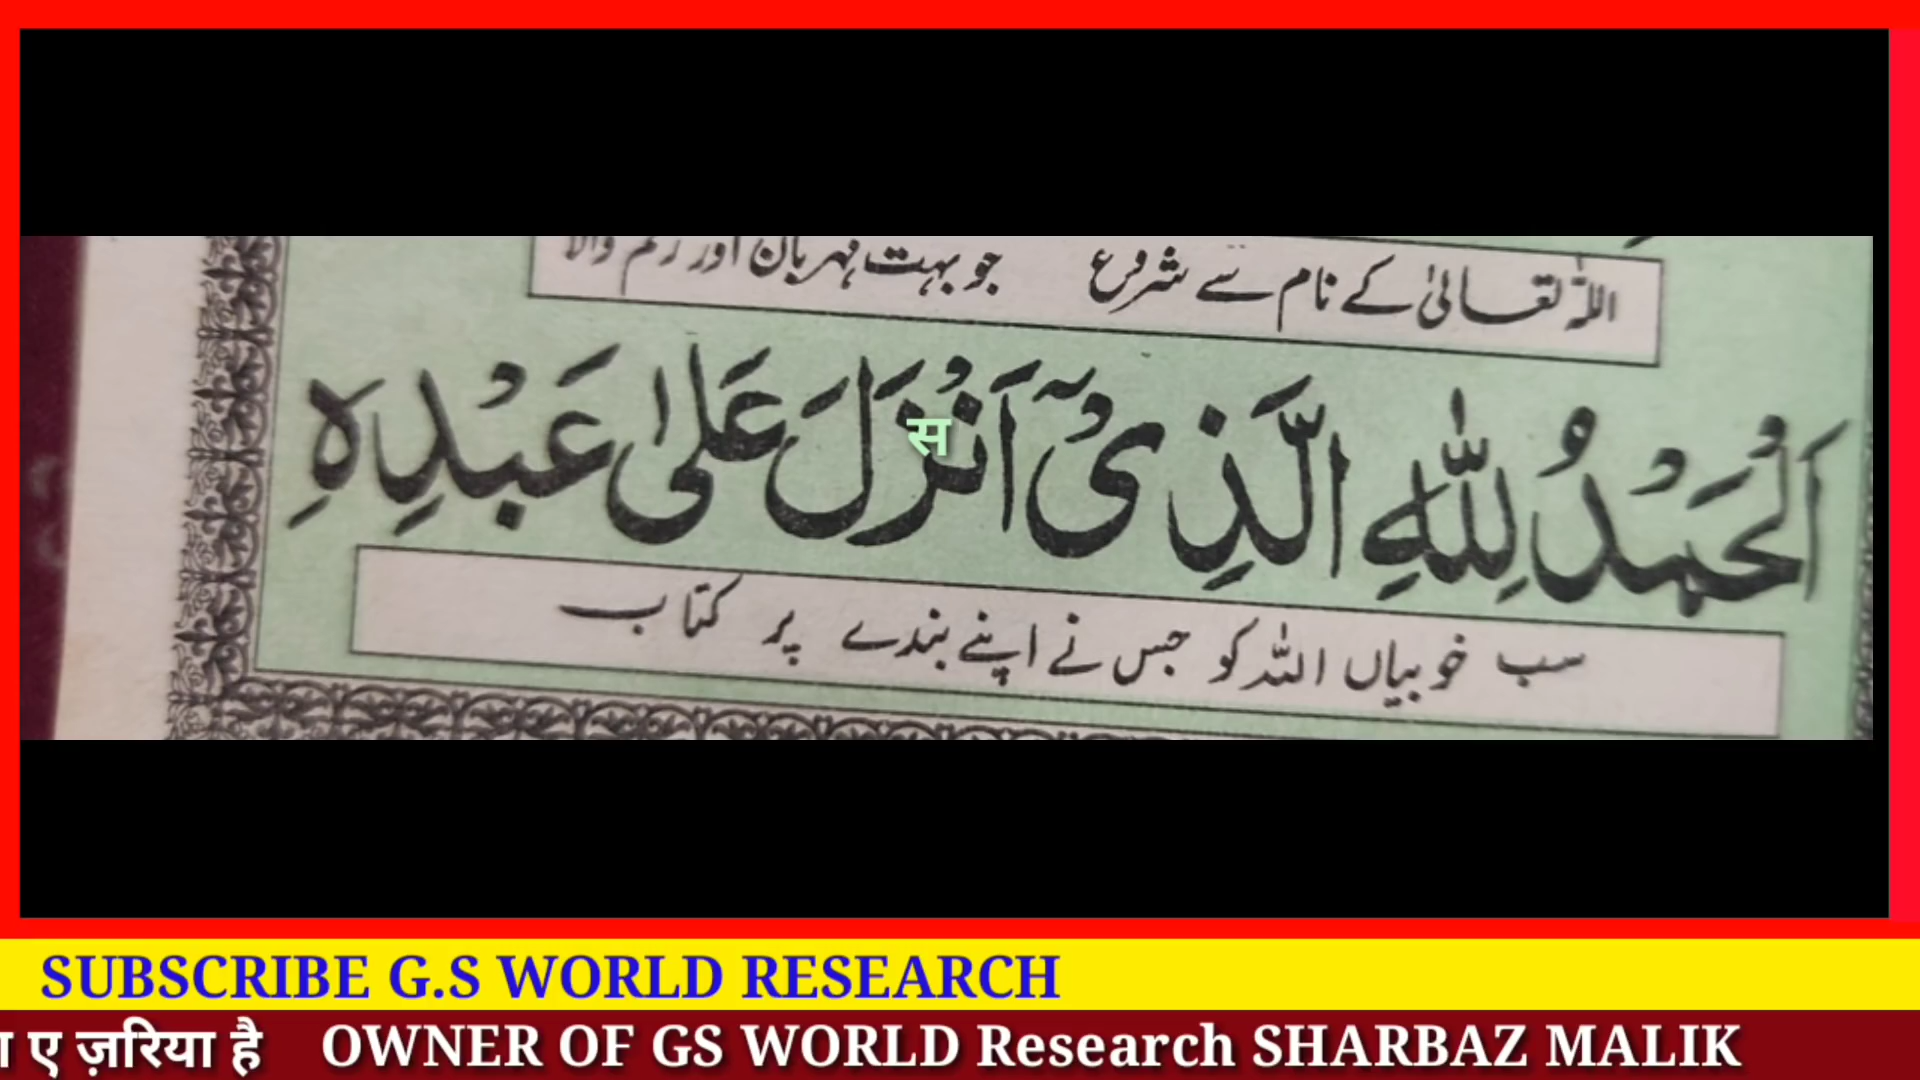 اللہ تعالیٰ کے نام سے شروع جو بہت مہربان اور رحم والا
اَلْحَمْدُ لِلّٰهِ الَّذِیْۤ اَنْزَلَ عَلٰی عَبْدِهِ
स
سب خوبیاں اللہ کو جس نے اپنے بندے پر کتاب
SUBSCRIBE G.S WORLD RESEARCH
ए ज़रिया है OWNER OF GS WORLD Research SHARBAZ MALIK